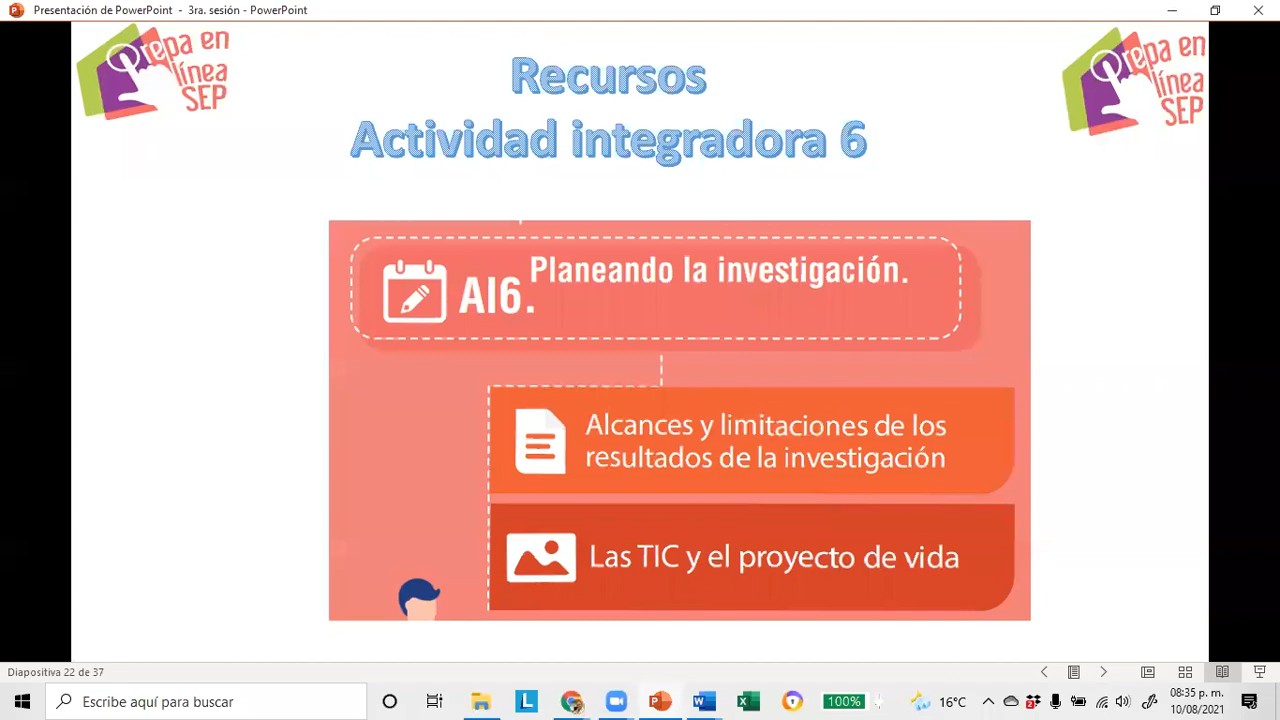 Presentación de PowerPoint - 3ra. sesión - PowerPoint
Prepa en
línea
SEP
Prepa en
línea
SEP
Recursos
Actividad integradora 6
AI6. Planeando la investigación.
Alcances y limitaciones de los
resultados de la investigación
Las TIC y el proyecto de vida
Diapositiva 22 de 37
Escribe aquí para buscar
L
100%
16°C
2
08:35 p. m.
10/08/2021